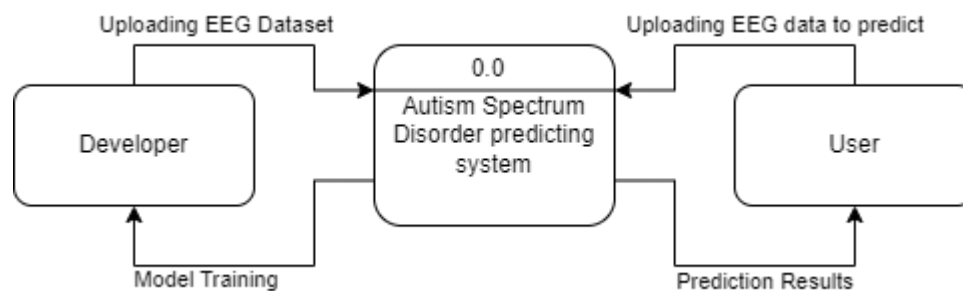 Uploading EEG Dataset
Uploading EEG data to predict
0.0
Autism Spectrum
Disorder predicting
system
Developer
User
Model Training
Prediction Results